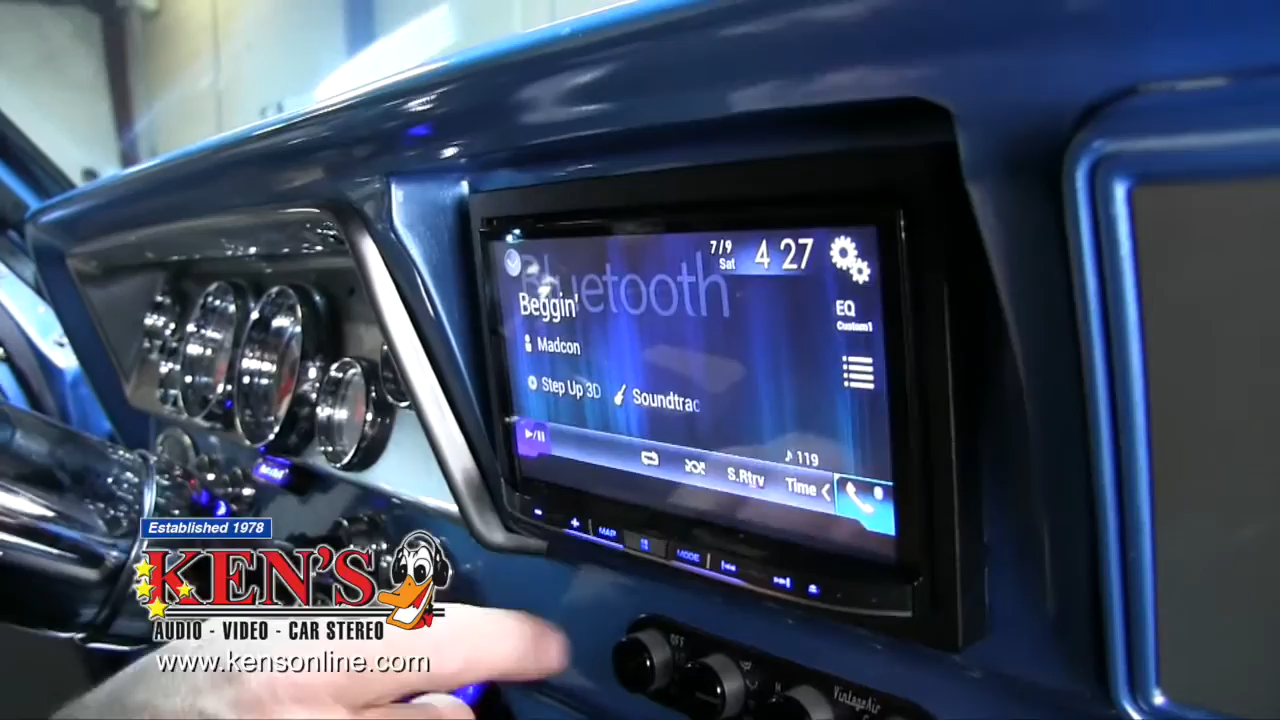 7/9
Sat
4 27
Bluetooth
Beggin'
EQ
Custom1
Madcon
Step Up 3D
Soundtrac
119
S.Rtrv
Time
MAP
MODE
Established 1978
KEN'S
AUDIO - VIDEO - CAR STEREO
www.kensonline.com
OFF
VintageAir